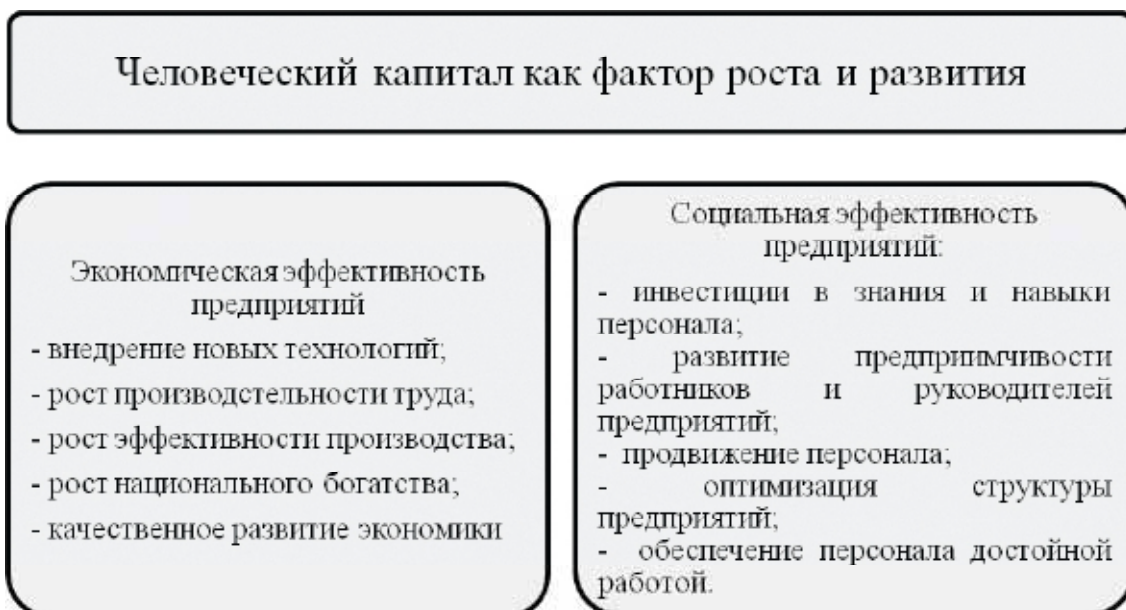 Человеческий капитал как фактор роста и развития
Экономическая эффективность
предприятий
- внедрение новых технологий;
- рост производстельности труда;
- рост эффективности производства;
- рост национального богатства;
- качественное развитие экономики
Социальная эффективность
предприятий:
- инвестиции в знания и навыки
персонала;
- развитие предприимчивости
работников и руководителей
предприятий;
- продвижение персонала;
- оптимизация структуры
предприятий;
- обеспечение персонала достойной
работой.